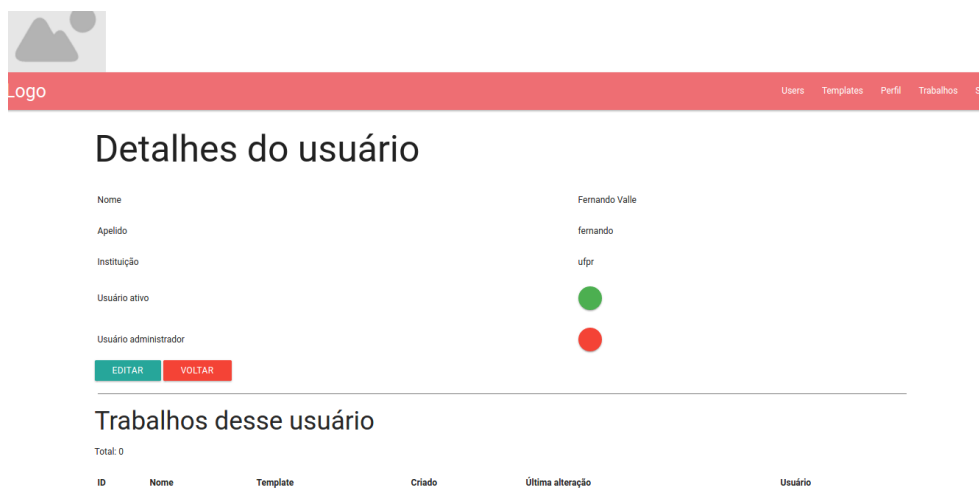 Logo Users Templates Perfil Trabalhos S
Detalhes do usuário
Nome Fernando Valle
Apelido fernando
Instituição ufpr
Usuário ativo
Usuário administrador
EDITAR VOLTAR
Trabalhos desse usuário
Total: 0
ID Nome Template Criado Última alteração Usuário